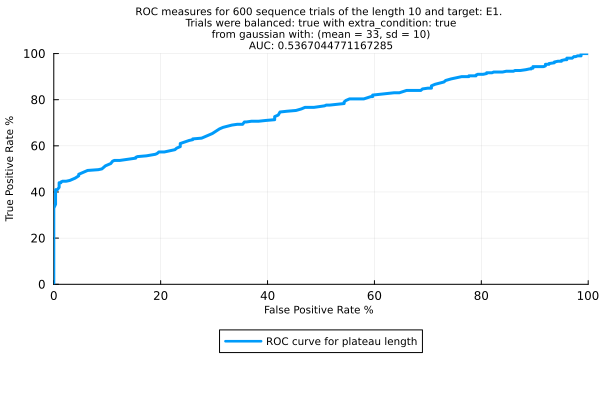 ROC measures for 600 sequence trials of the length 10 and target: E1.
Trials were balanced: true with extra_condition: true
from gaussian with: (mean = 33, sd = 10)
AUC: 0.5367044771167285
100
80
60
40
20
0
True Positive Rate %
0 20 40 60 80 100
False Positive Rate %
ROC curve for plateau length